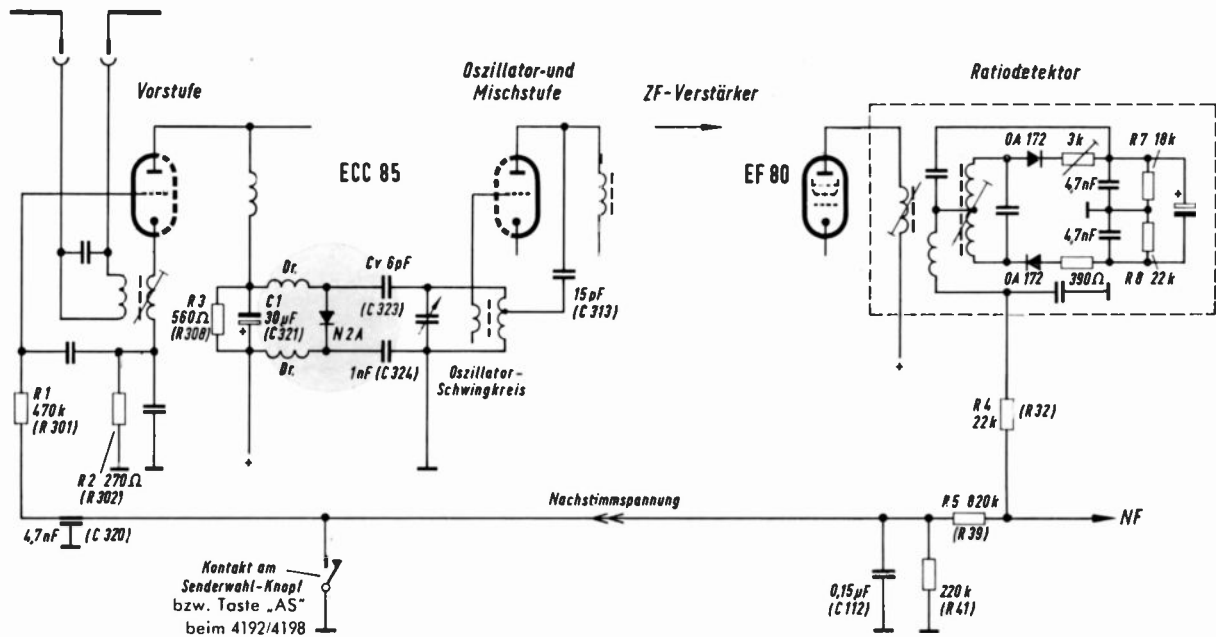 Vorstufe
Oszillator- und
Mischstufe
ZF-Verstärker
Ratiodetektor
ECC 85
EF 80
OA 172
3k
R7 18k
4,7nF
4,7nF
OA 172
390Ω
R8 22k
Dr.
Cv 6pF
(C323)
R3
560Ω
(R308)
C1
30µF
(C321)
+
N2A
Dr.
1nF (C324)
15pF
(C313)
Oszillator-
Schwingkreis
R1
470k
(R301)
R2 270Ω
(R302)
+
+
+
R4
22k
(R32)
4,7nF
(C320)
Nachstimmspannung
R5 820k
(R39)
NF
Kontakt am
Senderwahl-Knopf
bzw. Taste „AS"
beim 4192/4198
0,15µF
(C112)
220k
(R41)